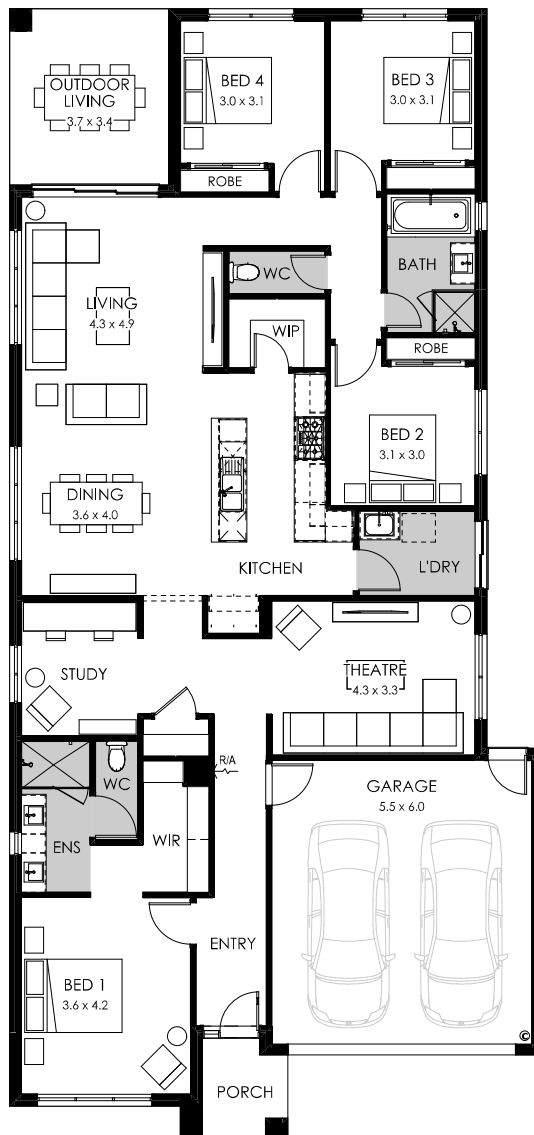 BED 4
3.0 x 3.1
BED 3
3.0 x 3.1
OUTDOOR
LIVING
3.7 x 3.4
ROBE
WC
BATH
LIVING
4.3 x 4.9
WIP
ROBE
BED 2
3.1 x 3.0
DINING
3.6 x 4.0
KITCHEN
L'DRY
STUDY
THEATRE
4.3 x 3.3
R/A
WC
GARAGE
5.5 x 6.0
ENS
WIR
ENTRY
BED 1
3.6 x 4.2
©
PORCH